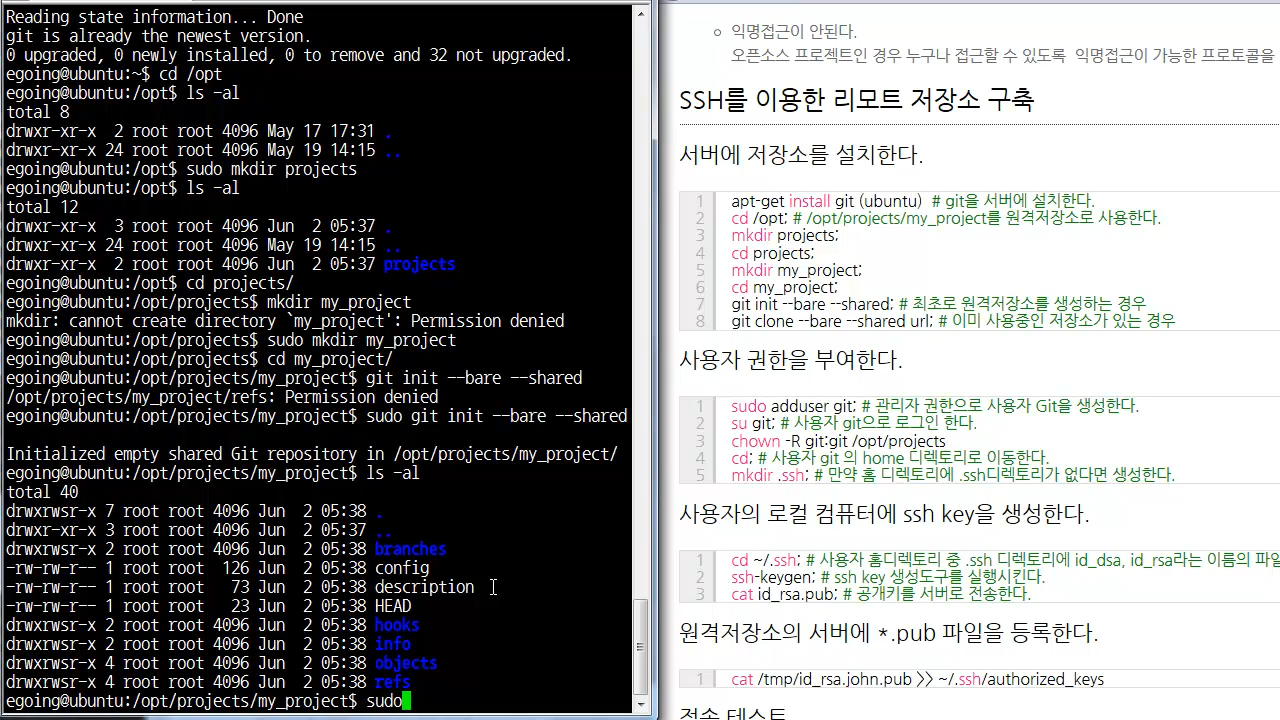 Reading state information... Done
git is already the newest version.
0 upgraded, 0 newly installed, 0 to remove and 32 not upgraded.
egoing@ubuntu:~$ cd /opt
egoing@ubuntu:/opt$ ls -al
total 8
drwxr-xr-x  2 root root 4096 May 17 17:31 .
drwxr-xr-x 24 root root 4096 May 19 14:15 ..
egoing@ubuntu:/opt$ sudo mkdir projects
egoing@ubuntu:/opt$ ls -al
total 12
drwxr-xr-x  3 root root 4096 Jun  2 05:37 .
drwxr-xr-x 24 root root 4096 May 19 14:15 ..
drwxr-xr-x  2 root root 4096 Jun  2 05:37 projects
egoing@ubuntu:/opt$ cd projects/
egoing@ubuntu:/opt/projects$ mkdir my_project
mkdir: cannot create directory `my_project': Permission denied
egoing@ubuntu:/opt/projects$ sudo mkdir my_project
egoing@ubuntu:/opt/projects$ cd my_project/
egoing@ubuntu:/opt/projects/my_project$ git init --bare --shared
/opt/projects/my_project/refs: Permission denied
egoing@ubuntu:/opt/projects/my_project$ sudo git init --bare --shared
Initialized empty shared Git repository in /opt/projects/my_project/
egoing@ubuntu:/opt/projects/my_project$ ls -al
total 40
drwxrwsr-x 7 root root 4096 Jun  2 05:38 .
drwxr-xr-x 3 root root 4096 Jun  2 05:37 ..
drwxrwsr-x 2 root root 4096 Jun  2 05:38 branches
-rw-rw-r-- 1 root root  126 Jun  2 05:38 config
-rw-rw-r-- 1 root root   73 Jun  2 05:38 description
-rw-rw-r-- 1 root root   23 Jun  2 05:38 HEAD
drwxrwsr-x 2 root root 4096 Jun  2 05:38 hooks
drwxrwsr-x 2 root root 4096 Jun  2 05:38 info
drwxrwsr-x 4 root root 4096 Jun  2 05:38 objects
drwxrwsr-x 4 root root 4096 Jun  2 05:38 refs
egoing@ubuntu:/opt/projects/my_project$ sudo
익명접근이 안된다.
오픈소스 프로젝트인 경우 누구나 접근할 수 있도록 익명접근이 가능한 프로토콜을
SSH를 이용한 리모트 저장소 구축
서버에 저장소를 설치한다.
1 apt-get install git (ubuntu) # git을 서버에 설치한다.
2 cd /opt; # /opt/projects/my_project를 원격저장소로 사용한다.
3 mkdir projects;
4 cd projects;
5 mkdir my_project;
6 cd my_project;
7 git init --bare --shared; # 최초로 원격저장소를 생성하는 경우
8 git clone --bare --shared url; # 이미 사용중인 저장소가 있는 경우
사용자 권한을 부여한다.
1 sudo adduser git; # 관리자 권한으로 사용자 Git을 생성한다.
2 su git; # 사용자 git으로 로그인 한다.
3 chown -R git:git /opt/projects
4 cd; # 사용자 git 의 home 디렉토리로 이동한다.
5 mkdir .ssh; # 만약 홈 디렉토리에 .ssh디렉토리가 없다면 생성한다.
사용자의 로컬 컴퓨터에 ssh key을 생성한다.
1 cd ~/.ssh; # 사용자 홈디렉토리 중 .ssh 디렉토리에 id_dsa, id_rsa라는 이름의 파일
2 ssh-keygen; # ssh key 생성도구를 실행시킨다.
3 cat id_rsa.pub; # 공개키를 서버로 전송한다.
원격저장소의 서버에 *.pub 파일을 등록한다.
1 cat /tmp/id_rsa.john.pub >> ~/.ssh/authorized_keys
전송 테스트